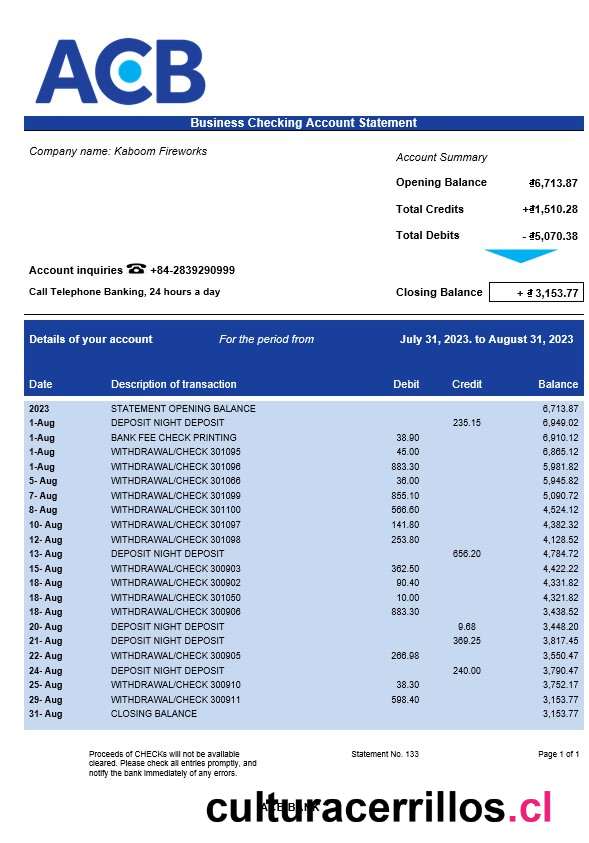 ACB
Business Checking Account Statement
Company name: Kaboom Fireworks
Account Summary
Opening Balance ₫6,713.87
Total Credits +₫1,510.28
Total Debits - ₫5,070.38
Account inquiries ☎ +84-2839290999
Call Telephone Banking, 24 hours a day
Closing Balance + ₫ 3,153.77
Details of your account For the period from July 31, 2023. to August 31, 2023
Date Description of transaction Debit Credit Balance
2023 STATEMENT OPENING BALANCE 6,713.87
1-Aug DEPOSIT NIGHT DEPOSIT 235.15 6,949.02
1-Aug BANK FEE CHECK PRINTING 38.90 6,910.12
1-Aug WITHDRAWAL/CHECK 301095 45.00 6,865.12
1-Aug WITHDRAWAL/CHECK 301096 883.30 5,981.82
5- Aug WITHDRAWAL/CHECK 301066 36.00 5,945.82
7- Aug WITHDRAWAL/CHECK 301099 855.10 5,090.72
8- Aug WITHDRAWAL/CHECK 301100 566.60 4,524.12
10- Aug WITHDRAWAL/CHECK 301097 141.80 4,382.32
12- Aug WITHDRAWAL/CHECK 301098 253.80 4,128.52
13- Aug DEPOSIT NIGHT DEPOSIT 656.20 4,784.72
15- Aug WITHDRAWAL/CHECK 300903 362.50 4,422.22
18- Aug WITHDRAWAL/CHECK 300902 90.40 4,331.82
18- Aug WITHDRAWAL/CHECK 301050 10.00 4,321.82
18- Aug WITHDRAWAL/CHECK 300906 883.30 3,438.52
20- Aug DEPOSIT NIGHT DEPOSIT 9.68 3,448.20
21- Aug DEPOSIT NIGHT DEPOSIT 369.25 3,817.45
22- Aug WITHDRAWAL/CHECK 300905 266.98 3,550.47
24- Aug DEPOSIT NIGHT DEPOSIT 240.00 3,790.47
25- Aug WITHDRAWAL/CHECK 300910 38.30 3,752.17
29- Aug WITHDRAWAL/CHECK 300911 598.40 3,153.77
31- Aug CLOSING BALANCE 3,153.77
Proceeds of CHECKs will not be available Statement No. 133 Page 1 of 1
cleared. Please check all entries promptly, and
notify the bank immediately of any errors.
ACB BANK
culturacerrillos.cl